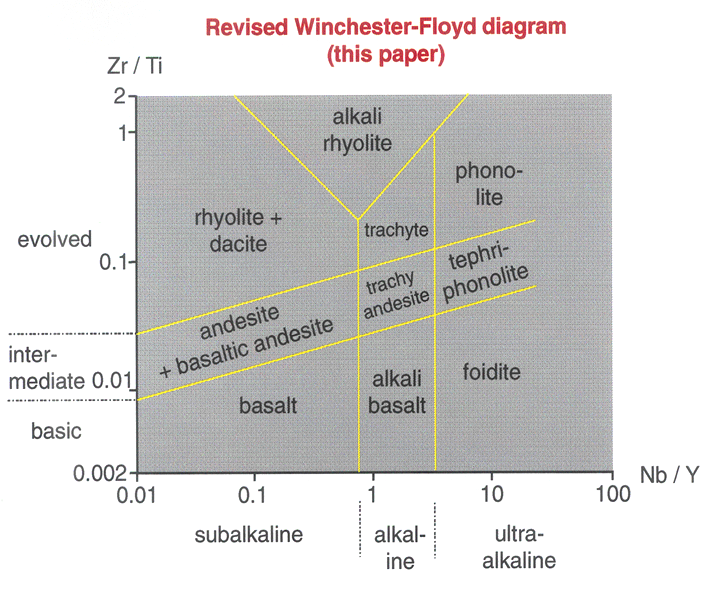 Revised Winchester-Floyd diagram
(this paper)
Zr / Ti
2
1
0.1
0.01
0.002
evolved
inter-
mediate
basic
alkali
rhyolite
phono-
lite
rhyolite +
dacite
trachyte
tephri-
phonolite
trachy
andesite
andesite
+ basaltic andesite
basalt
alkali
basalt
foidite
Nb / Y
0.01
0.1
1
10
100
subalkaline
alkal-
ine
ultra-
alkaline